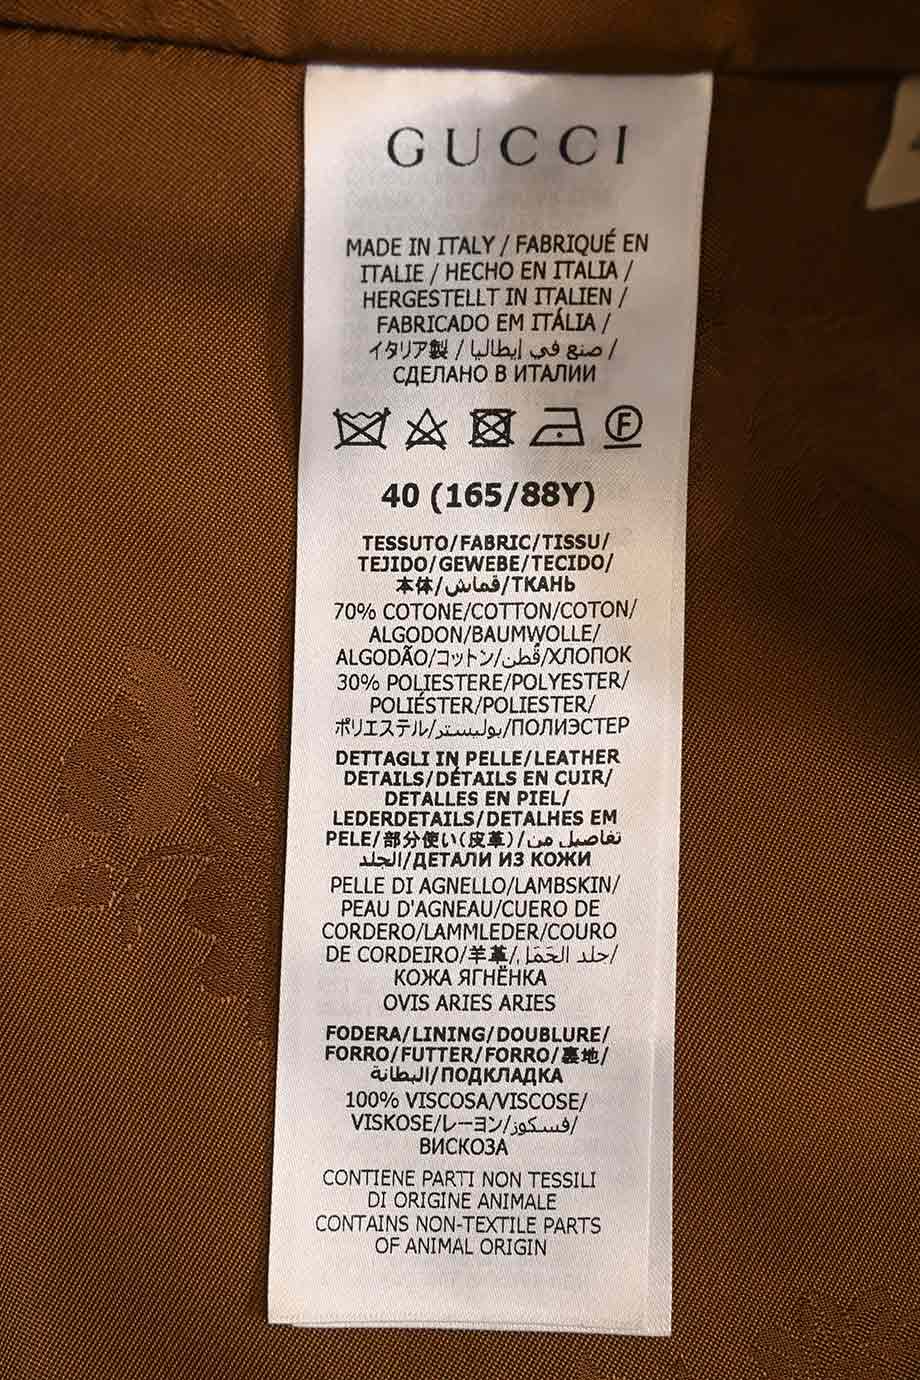 GUCCI
MADE IN ITALY / FABRIQUÉ EN
ITALIE / HECHO EN ITALIA /
HERGESTELLT IN ITALIEN /
FABRICADO EM ITÁLIA /
イタリア製 / صنع في إيطاليا /
СДЕЛАНО В ИТАЛИИ
F
40 (165/88Y)
TESSUTO/FABRIC/TISSU/
TEJIDO/GEWEBE/TECIDO/
本体/قماش/ТКАНЬ
70% COTONE/COTTON/COTON/
ALGODON/BAUMWOLLE/
ALGODÃO/コットン/قُطن/ХЛОПОК
30% POLIESTERE/POLYESTER/
POLIÉSTER/POLIESTER/
ポリエステル/بوليستر/ПОЛИЭСТЕР
DETTAGLI IN PELLE/LEATHER
DETAILS/DÉTAILS EN CUIR/
DETALLES EN PIEL/
LEDERDETAILS/DETALHES EM
PELE/部分使い(皮革)/تفاصيل من
الجلد/ДЕТАЛИ ИЗ КОЖИ
PELLE DI AGNELLO/LAMBSKIN/
PEAU D'AGNEAU/CUERO DE
CORDERO/LAMMLEDER/COURO
DE CORDEIRO/羊革/جلد الحَمَل/
КОЖА ЯГНЁНКА
OVIS ARIES ARIES
FODERA/LINING/DOUBLURE/
FORRO/FUTTER/FORRO/裏地/
البطانة/ПОДКЛАДКА
100% VISCOSA/VISCOSE/
VISKOSE/レーヨン/فسكوز/
ВИСКОЗА
CONTIENE PARTI NON TESSILI
DI ORIGINE ANIMALE
CONTAINS NON-TEXTILE PARTS
OF ANIMAL ORIGIN